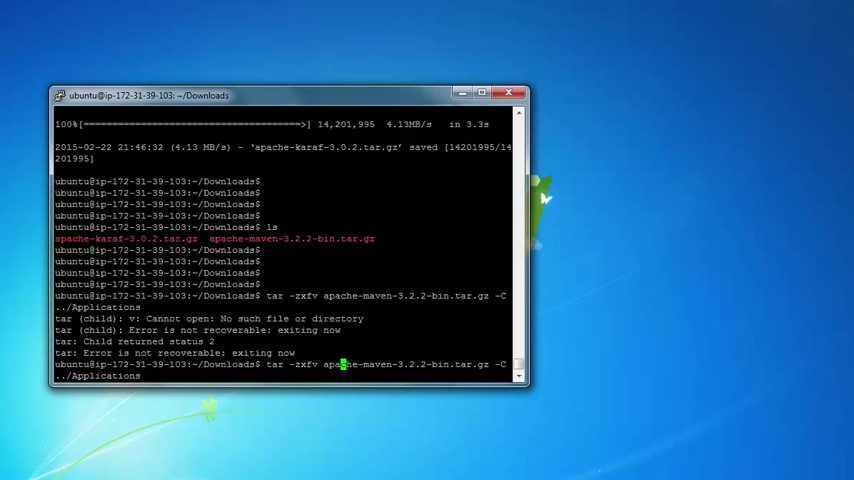 ubuntu@ip-172-31-39-103: ~/Downloads
100%[======================================>] 14,201,995  4.13MB/s   in 3.3s
2015-02-22 21:46:32 (4.13 MB/s) - ‘apache-karaf-3.0.2.tar.gz’ saved [14201995/14
201995]
ubuntu@ip-172-31-39-103:~/Downloads$
ubuntu@ip-172-31-39-103:~/Downloads$
ubuntu@ip-172-31-39-103:~/Downloads$
ubuntu@ip-172-31-39-103:~/Downloads$
ubuntu@ip-172-31-39-103:~/Downloads$ ls
apache-karaf-3.0.2.tar.gz  apache-maven-3.2.2-bin.tar.gz
ubuntu@ip-172-31-39-103:~/Downloads$
ubuntu@ip-172-31-39-103:~/Downloads$
ubuntu@ip-172-31-39-103:~/Downloads$
ubuntu@ip-172-31-39-103:~/Downloads$
ubuntu@ip-172-31-39-103:~/Downloads$ tar -zxfv apache-maven-3.2.2-bin.tar.gz -C
../Applications
tar (child): v: Cannot open: No such file or directory
tar (child): Error is not recoverable: exiting now
tar: Child returned status 2
tar: Error is not recoverable: exiting now
ubuntu@ip-172-31-39-103:~/Downloads$ tar -zxfv apache-maven-3.2.2-bin.tar.gz -C
../Applications